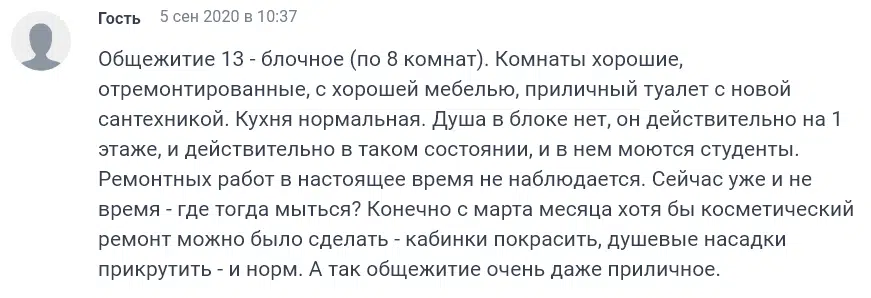 Гость 5 сен 2020 в 10:37
Общежитие 13 - блочное (по 8 комнат). Комнаты хорошие,
отремонтированные, с хорошей мебелью, приличный туалет с новой
сантехникой. Кухня нормальная. Душа в блоке нет, он действительно на 1
этаже, и действительно в таком состоянии, и в нем моются студенты.
Ремонтных работ в настоящее время не наблюдается. Сейчас уже и не
время - где тогда мыться? Конечно с марта месяца хотя бы косметический
ремонт можно было сделать - кабинки покрасить, душевые насадки
прикрутить - и норм. А так общежитие очень даже приличное.